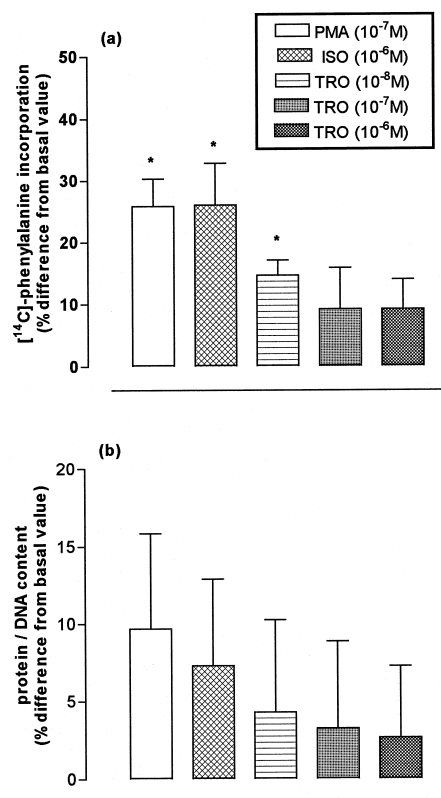 (a)
PMA (10⁻⁷M)
ISO (10⁻⁶M)
TRO (10⁻⁸M)
TRO (10⁻⁷M)
TRO (10⁻⁶M)
[¹⁴C]-phenylalanine incorporation
(% difference from basal value)
50
40
30
20
10
0
*
*
*
(b)
protein / DNA content
(% difference from basal value)
20
15
10
5
0